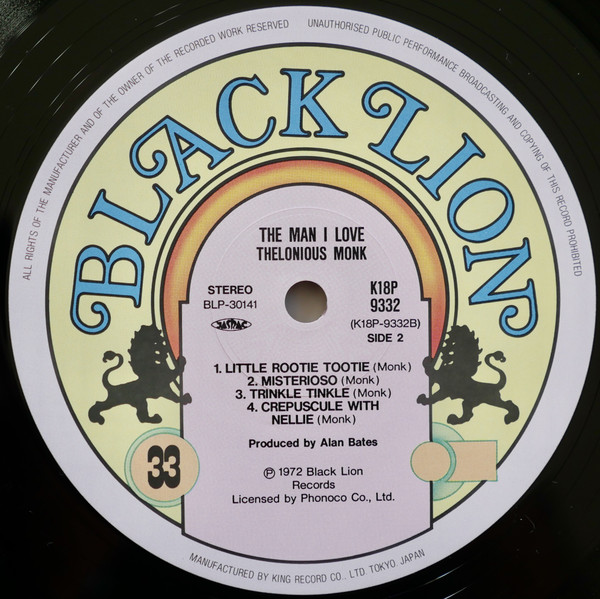 ALL RIGHTS OF THE MANUFACTURER AND OF THE OWNER OF THE RECORDED WORK RESERVED
UNAUTHORISED PUBLIC PERFORMANCE BROADCASTING AND COPYING OF THIS RECORD PROHIBITED
BLACK LION
THE MAN I LOVE
THELONIOUS MONK
STEREO
BLP-30141
JASRAC
K18P
9332
(K18P-9332B)
SIDE 2
1. LITTLE ROOTIE TOOTIE (Monk)
2. MISTERIOSO (Monk)
3. TRINKLE TINKLE (Monk)
4. CREPUSCULE WITH
NELLIE (Monk)
Produced by Alan Bates
33
Ⓟ 1972 Black Lion
Records
Licensed by Phonoco Co., Ltd.
MANUFACTURED BY KING RECORD CO., LTD. TOKYO. JAPAN